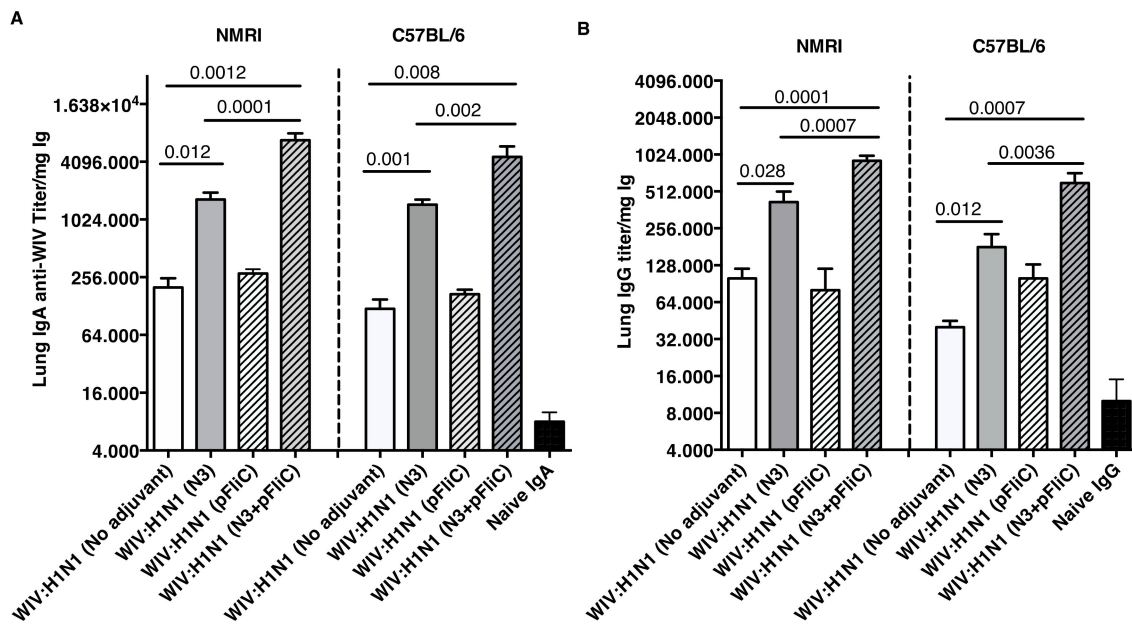 A
NMRI
C57BL/6
0.0012
0.008
0.0001
0.002
0.012
0.001
Lung IgA anti-WIV Titer/mg Ig
1.638×10⁴
4096.000
1024.000
256.000
64.000
16.000
4.000
WIV:H1N1 (No adjuvant)
WIV:H1N1 (N3)
WIV:H1N1 (pFliC)
WIV:H1N1 (N3+pFliC)
WIV:H1N1 (No adjuvant)
WIV:H1N1 (N3)
WIV:H1N1 (pFliC)
WIV:H1N1 (N3+pFliC)
Naive IgA
B
NMRI
C57BL/6
0.0001
0.0007
0.0007
0.0036
0.028
0.012
Lung IgG titer/mg Ig
4096.000
2048.000
1024.000
512.000
256.000
128.000
64.000
32.000
16.000
8.000
4.000
WIV:H1N1 (No adjuvant)
WIV:H1N1 (N3)
WIV:H1N1 (pFliC)
WIV:H1N1 (N3+pFliC)
WIV:H1N1 (No adjuvant)
WIV:H1N1 (N3)
WIV:H1N1 (pFliC)
WIV:H1N1 (N3+pFliC)
Naive IgG